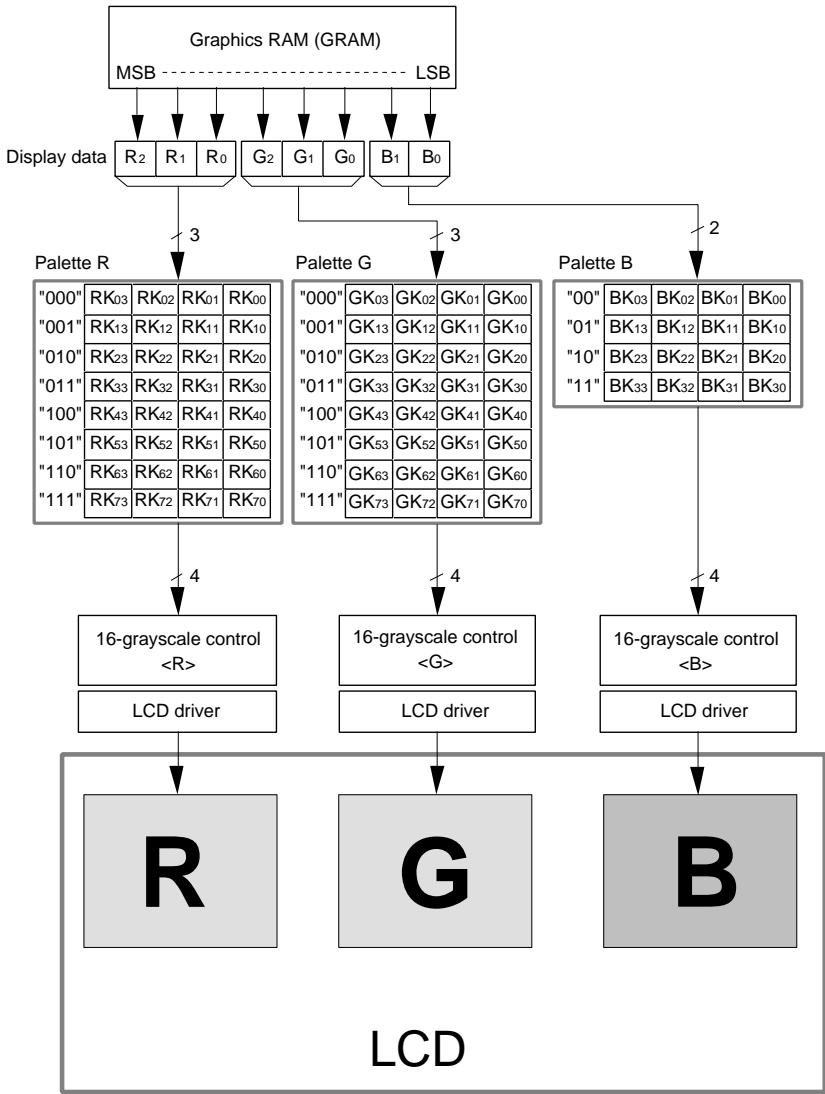 Graphics RAM (GRAM)
MSB LSB
Display data R2 R1 R0 G2 G1 G0 B1 B0
3 3 2
Palette R Palette G Palette B
"000" RK03 RK02 RK01 RK00 "000" GK03 GK02 GK01 GK00 "00" BK03 BK02 BK01 BK00
"001" RK13 RK12 RK11 RK10 "001" GK13 GK12 GK11 GK10 "01" BK13 BK12 BK11 BK10
"010" RK23 RK22 RK21 RK20 "010" GK23 GK22 GK21 GK20 "10" BK23 BK22 BK21 BK20
"011" RK33 RK32 RK31 RK30 "011" GK33 GK32 GK31 GK30 "11" BK33 BK32 BK31 BK30
"100" RK43 RK42 RK41 RK40 "100" GK43 GK42 GK41 GK40
"101" RK53 RK52 RK51 RK50 "101" GK53 GK52 GK51 GK50
"110" RK63 RK62 RK61 RK60 "110" GK63 GK62 GK61 GK60
"111" RK73 RK72 RK71 RK70 "111" GK73 GK72 GK71 GK70
4 4 4
16-grayscale control 16-grayscale control 16-grayscale control
<R> <G> <B>
LCD driver LCD driver LCD driver
R G B
LCD